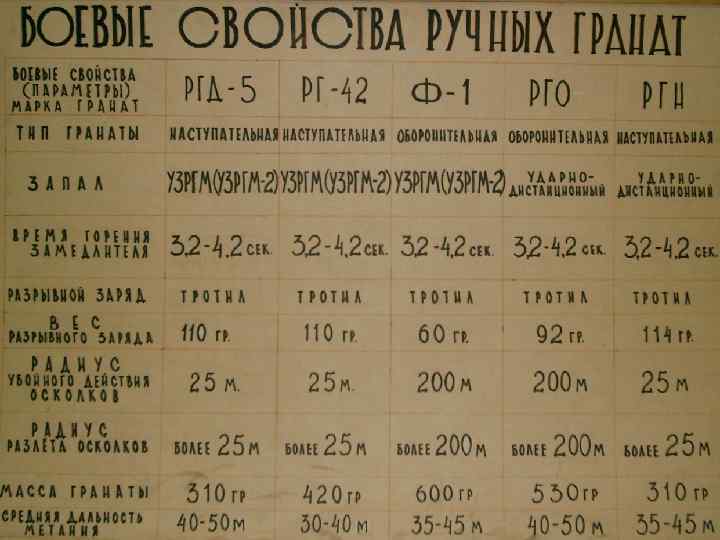 БОЕВЫЕ СВОЙСТВА РУЧНЫХ ГРАНАТ
БОЕВЫЕ СВОЙСТВА
(ПАРАМЕТРЫ)
МАРКА ГРАНАТ РГД-5 РГ-42 Ф-1 РГО РГН
ТИП ГРАНАТЫ НАСТУПАТЕЛЬНАЯ НАСТУПАТЕЛЬНАЯ ОБОРОНИТЕЛЬНАЯ ОБОРОНИТЕЛЬНАЯ НАСТУПАТЕЛЬНАЯ
ЗАПАЛ УЗРГМ(УЗРГМ-2) УЗРГМ(УЗРГМ-2) УЗРГМ(УЗРГМ-2) УДАРНО- УДАРНО-
ДИСТАНЦИОННЫЙ ДИСТАНЦИОННЫЙ
ВРЕМЯ ГОРЕНИЯ
ЗАМЕДЛИТЕЛЯ 3,2-4,2 СЕК. 3,2-4,2 СЕК. 3,2-4,2 СЕК. 3,2-4,2 СЕК. 3,2-4,2 СЕК.
РАЗРЫВНОЙ ЗАРЯД ТРОТИЛ ТРОТИЛ ТРОТИЛ ТРОТИЛ ТРОТИЛ
ВЕС
РАЗРЫВНОГО ЗАРЯДА 110 ГР. 110 ГР. 60 ГР. 92 ГР. 114 ГР.
РАДИУС
УБОЙНОГО ДЕЙСТВИЯ
ОСКОЛКОВ 25 М. 25 М. 200 М 200 М 25 М
РАДИУС
РАЗЛЕТА ОСКОЛКОВ БОЛЕЕ 25 М БОЛЕЕ 25 М БОЛЕЕ 200 М БОЛЕЕ 200 М БОЛЕЕ 25 М
МАССА ГРАНАТЫ 310 ГР 420 ГР 600 ГР 530 ГР 310 ГР
СРЕДНЯЯ ДАЛЬНОСТЬ
МЕТАНИЯ 40-50 М 30-40 М 35-45 М 40-50 М 35-45 М